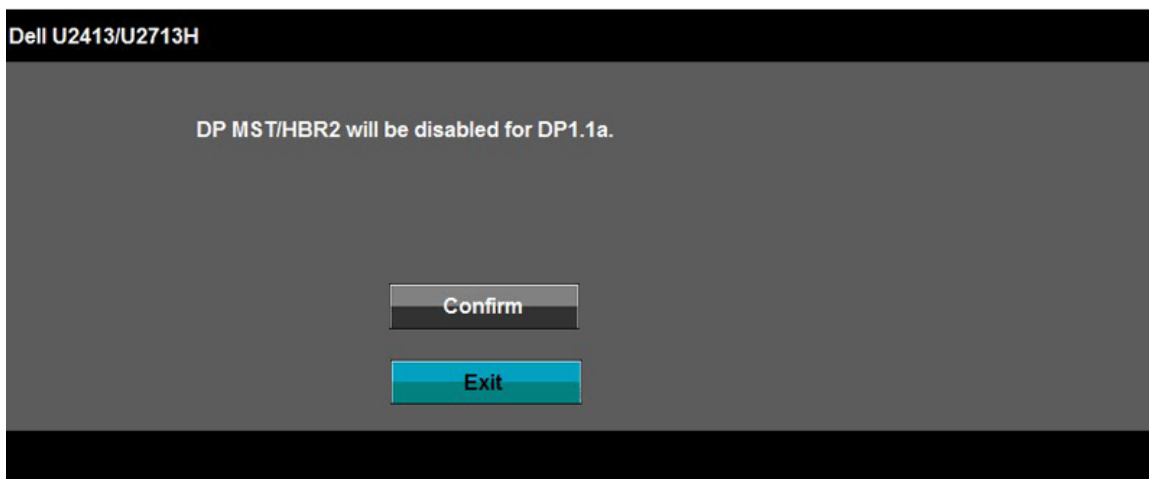 Dell U2413/U2713H
DP MST/HBR2 will be disabled for DP1.1a.
Confirm
Exit